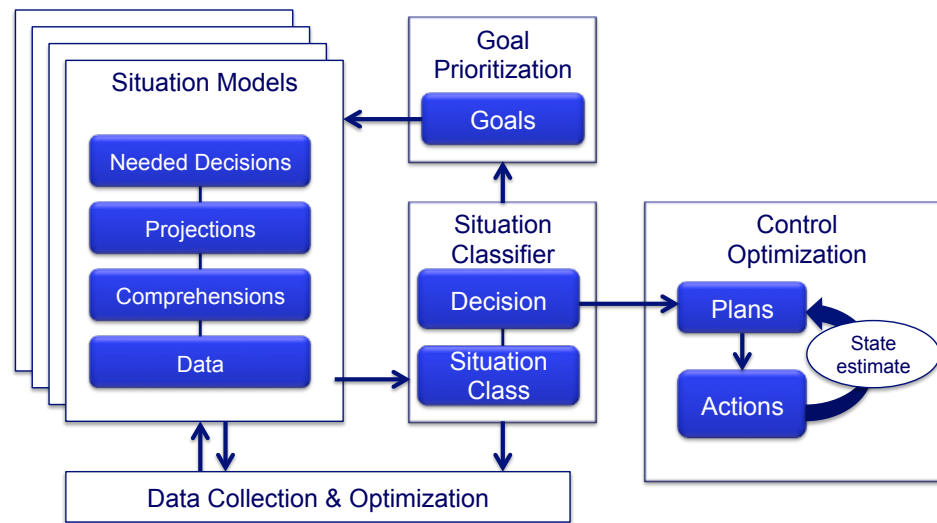 Situation Models
Needed Decisions
Projections
Comprehensions
Data
Goal
Prioritization
Goals
Situation
Classifier
Decision
Situation
Class
Control
Optimization
Plans
State
estimate
Actions
Data Collection & Optimization